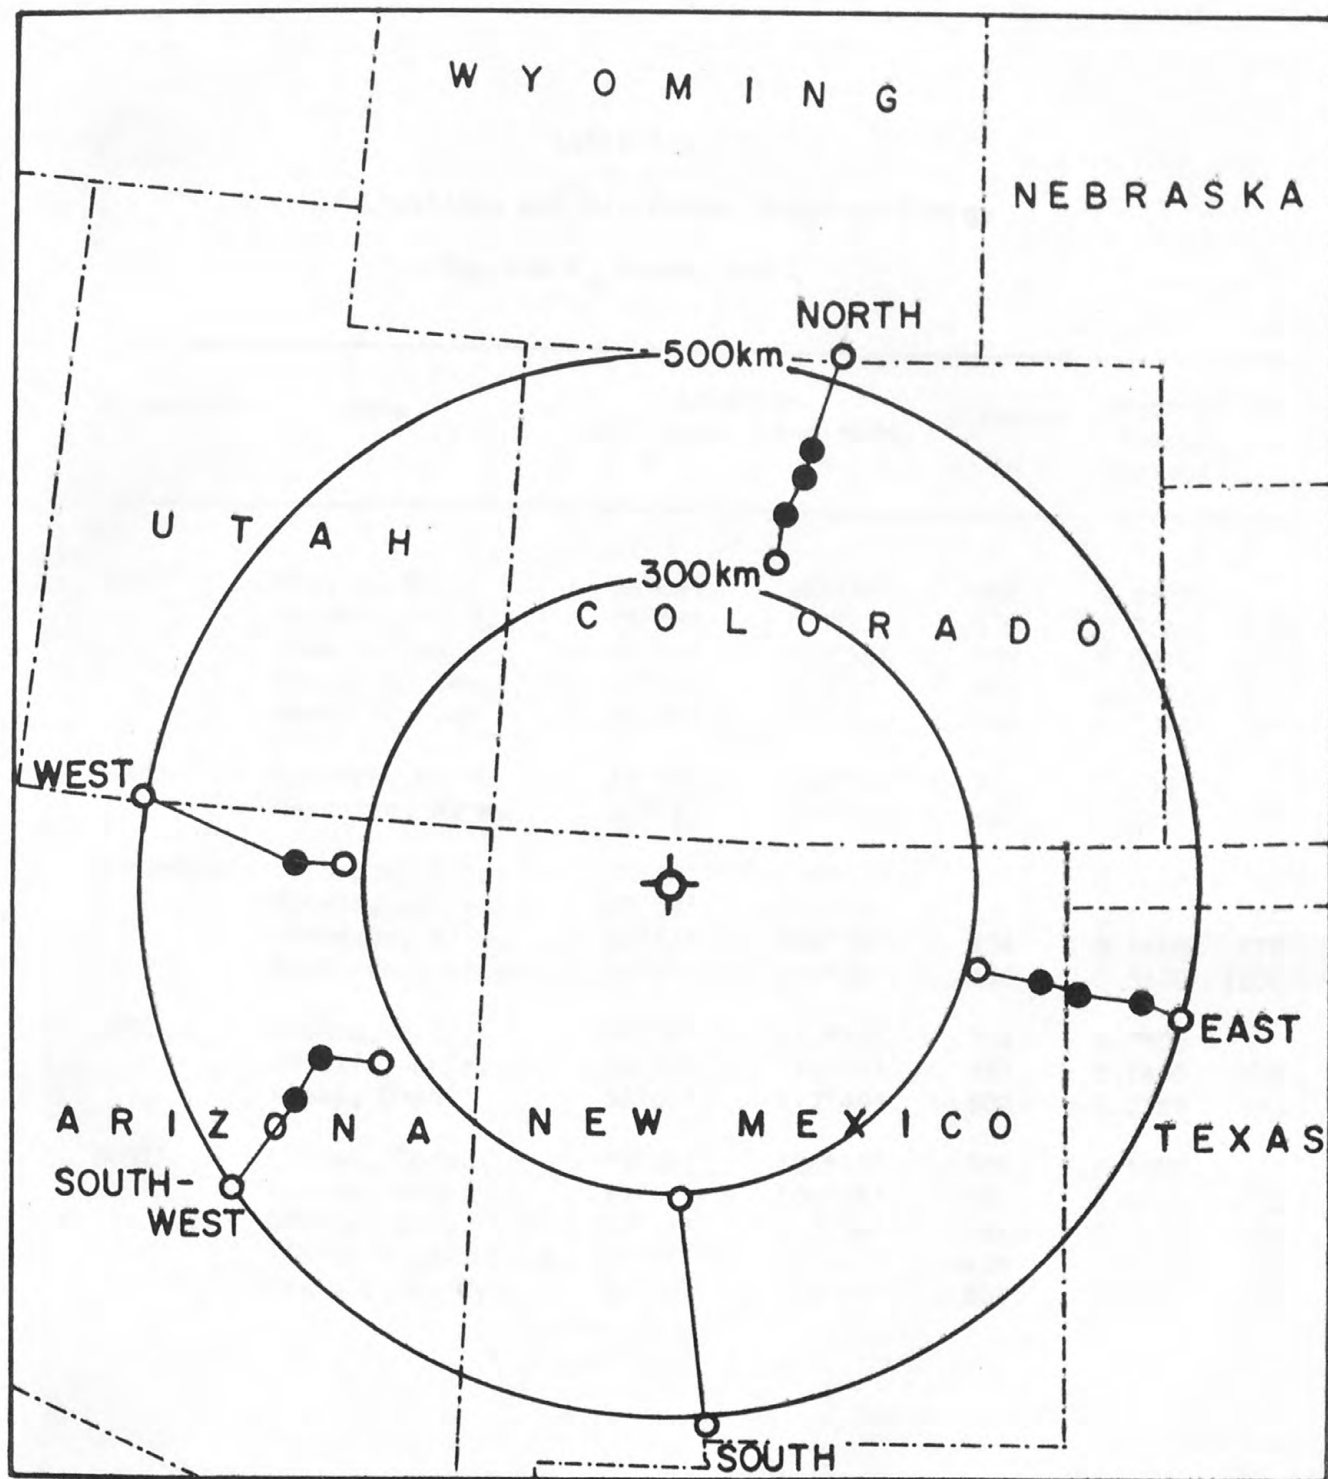 WYOMING
NEBRASKA
NORTH
500km
UTAH
300km
COLORADO
WEST
EAST
ARIZONA
NEW MEXICO
TEXAS
SOUTH-
WEST
SOUTH